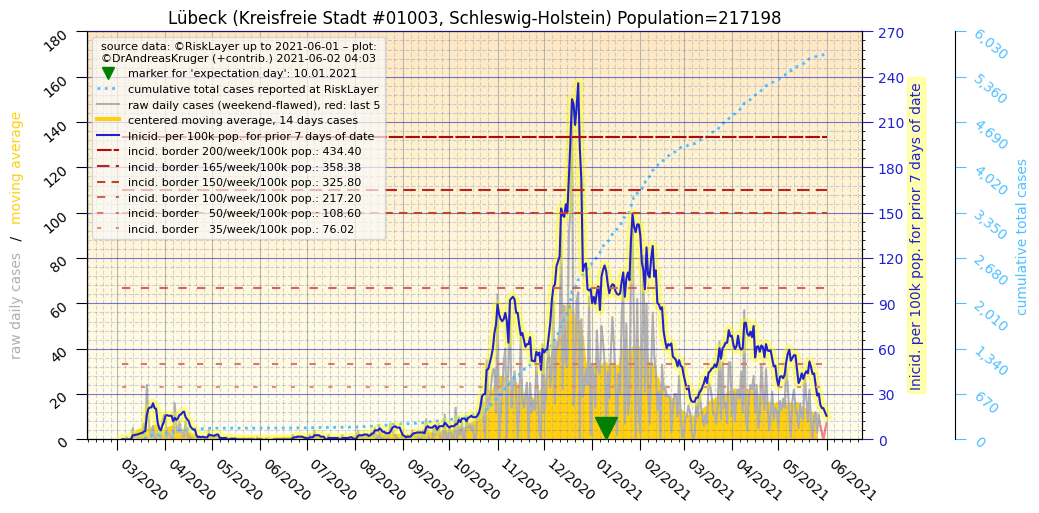 Lübeck (Kreisfreie Stadt #01003, Schleswig-Holstein) Population=217198
source data: ©RiskLayer up to 2021-06-01 – plot:
©DrAndreasKruger (+contrib.) 2021-06-02 04:03
marker for 'expectation day': 10.01.2021
cumulative total cases reported at RiskLayer
raw daily cases (weekend-flawed), red: last 5
centered moving average, 14 days cases
Inicid. per 100k pop. for prior 7 days of date
incid. border 200/week/100k pop.: 434.40
incid. border 165/week/100k pop.: 358.38
incid. border 150/week/100k pop.: 325.80
incid. border 100/week/100k pop.: 217.20
incid. border   50/week/100k pop.: 108.60
incid. border   35/week/100k pop.: 76.02
raw daily cases   /   moving average
180
160
140
120
100
80
60
40
20
0
03/2020
04/2020
05/2020
06/2020
07/2020
08/2020
09/2020
10/2020
11/2020
12/2020
01/2021
02/2021
03/2021
04/2021
05/2021
06/2021
270
240
210
180
150
120
90
60
30
0
Inicid. per 100k pop. for prior 7 days of date
6,030
5,360
4,690
4,020
3,350
2,680
2,010
1,340
670
0
cumulative total cases